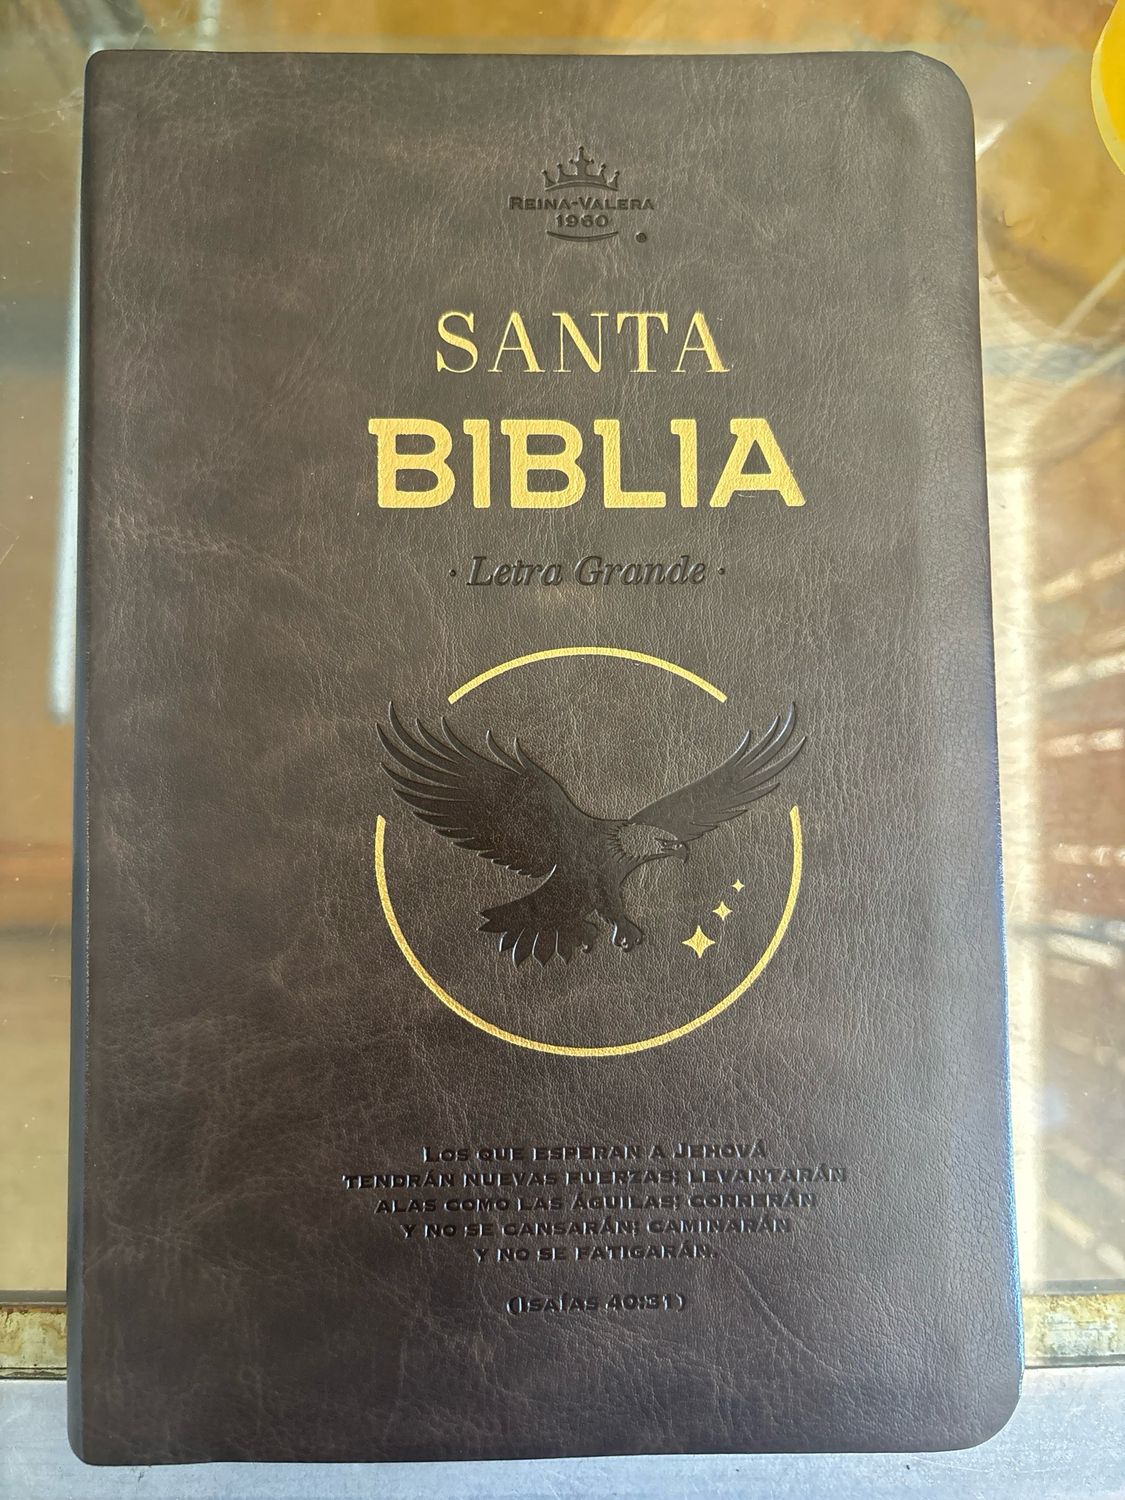 REINA-VALERA
1960
SANTA
BIBLIA
· Letra Grande ·
LOS QUE ESPERAN A JEHOVÁ
TENDRÁN NUEVAS FUERZAS; LEVANTARÁN
ALAS COMO LAS ÁGUILAS; CORRERÁN
Y NO SE CANSARÁN; CAMINARÁN
Y NO SE FATIGARÁN.
(ISAÍAS 40:31)